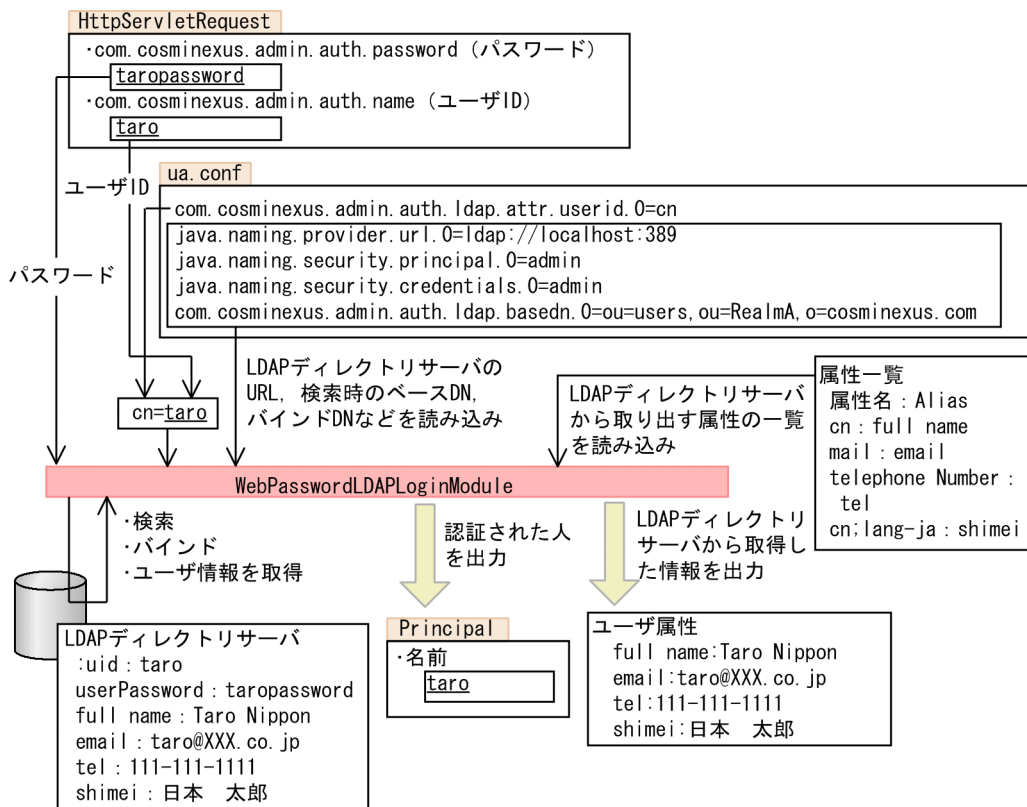 HttpServletRequest
・com.cosminexus.admin.auth.password（パスワード）
taropassword
・com.cosminexus.admin.auth.name（ユーザID）
taro
ユーザID
ua.conf
com.cosminexus.admin.auth.ldap.attr.userid.0=cn
java.naming.provider.url.0=ldap://localhost:389
java.naming.security.principal.0=admin
java.naming.security.credentials.0=admin
com.cosminexus.admin.auth.ldap.basedn.0=ou=users,ou=RealmA,o=cosminexus.com
パスワード
cn=taro
LDAPディレクトリサーバの
URL，検索時のベースDN，
バインドDNなどを読み込み
LDAPディレクトリサーバ
から取り出す属性の一覧
を読み込み
属性一覧
属性名：Alias
cn：full name
mail：email
telephone Number：
tel
cn;lang-ja：shimei
WebPasswordLDAPLoginModule
・検索
・バインド
・ユーザ情報を取得
認証された人
を出力
LDAPディレクトリ
サーバから取得し
た情報を出力
LDAPディレクトリサーバ
:uid：taro
userPassword：taropassword
full name：Taro Nippon
email：taro@XXX.co.jp
tel：111-111-1111
shimei：日本　太郎
Principal
・名前
taro
ユーザ属性
full name:Taro Nippon
email:taro@XXX.co.jp
tel:111-111-1111
shimei:日本　太郎